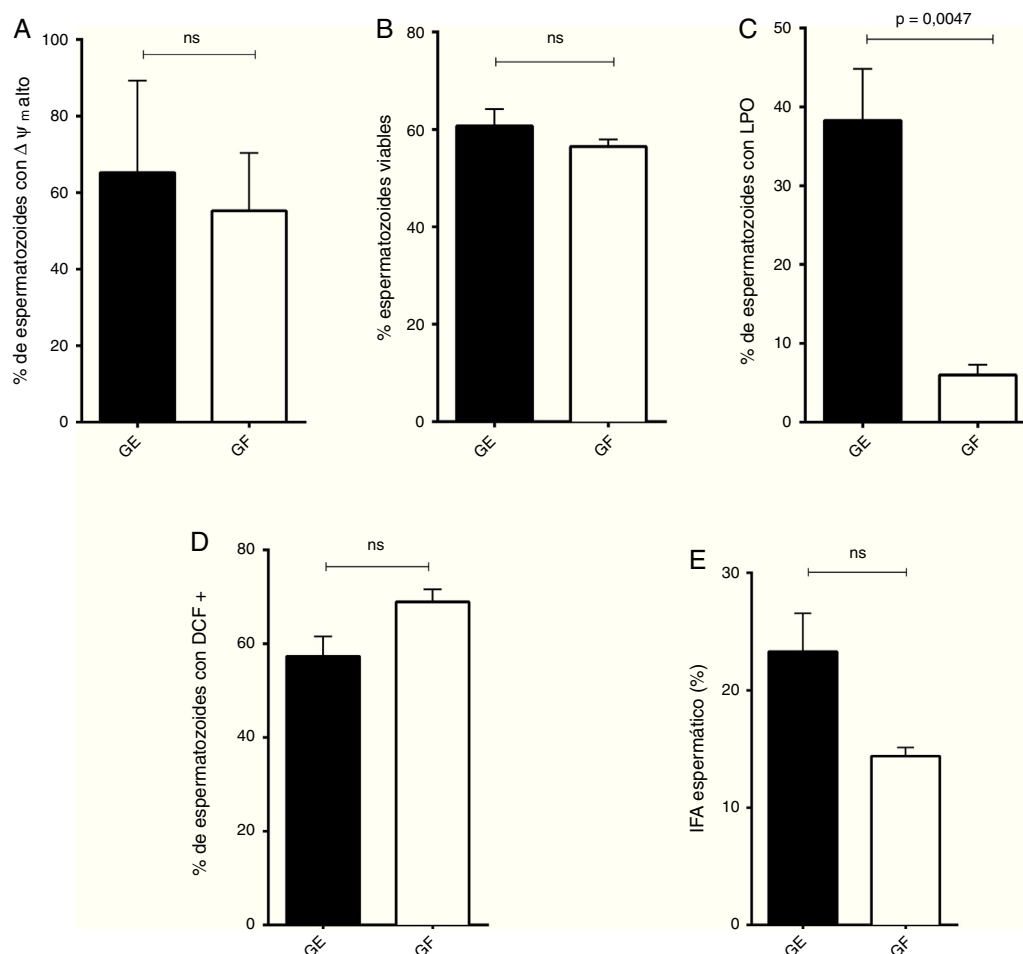 A
ns
% de espermatozoides con Δ ψ m alto
100
80
60
40
20
0
GE
GF
B
ns
% espermatozoides viables
80
60
40
20
0
GE
GF
C
p = 0,0047
% de espermatozoides con LPO
50
40
30
20
10
0
GE
GF
D
ns
% de espermatozoides con DCF +
80
60
40
20
0
GE
GF
E
ns
IFA espermático (%)
30
20
10
0
GE
GF